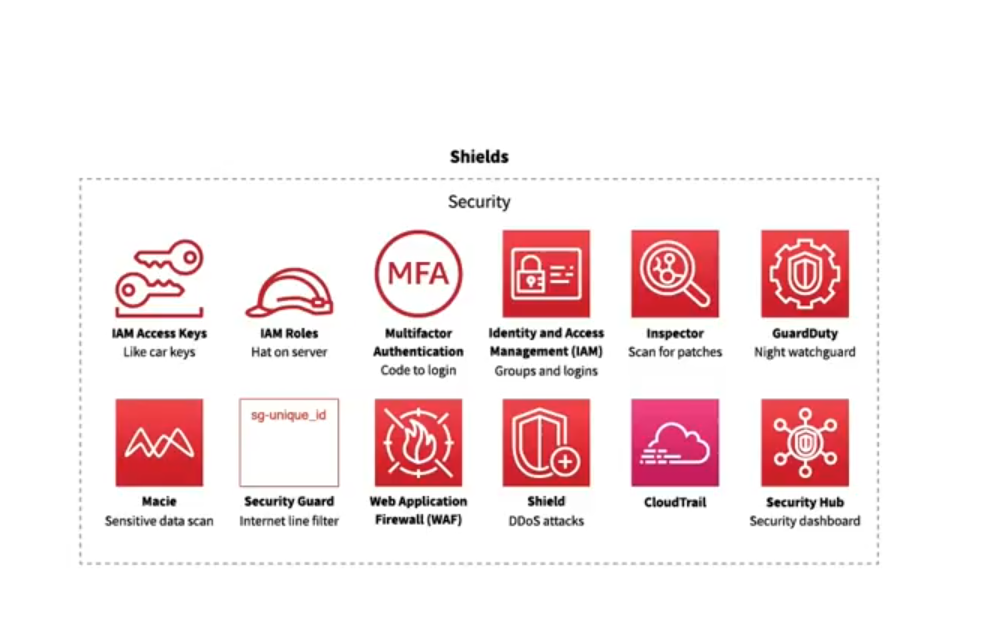 Shields
Security
MFA
IAM Access Keys
Like car keys
IAM Roles
Hat on server
Multifactor
Authentication
Code to login
Identity and Access
Management (IAM)
Groups and logins
Inspector
Scan for patches
GuardDuty
Night watchguard
Macie
Sensitive data scan
sg-unique_id
Security Guard
Internet line filter
Web Application
Firewall (WAF)
Shield
DDoS attacks
CloudTrail
Security Hub
Security dashboard